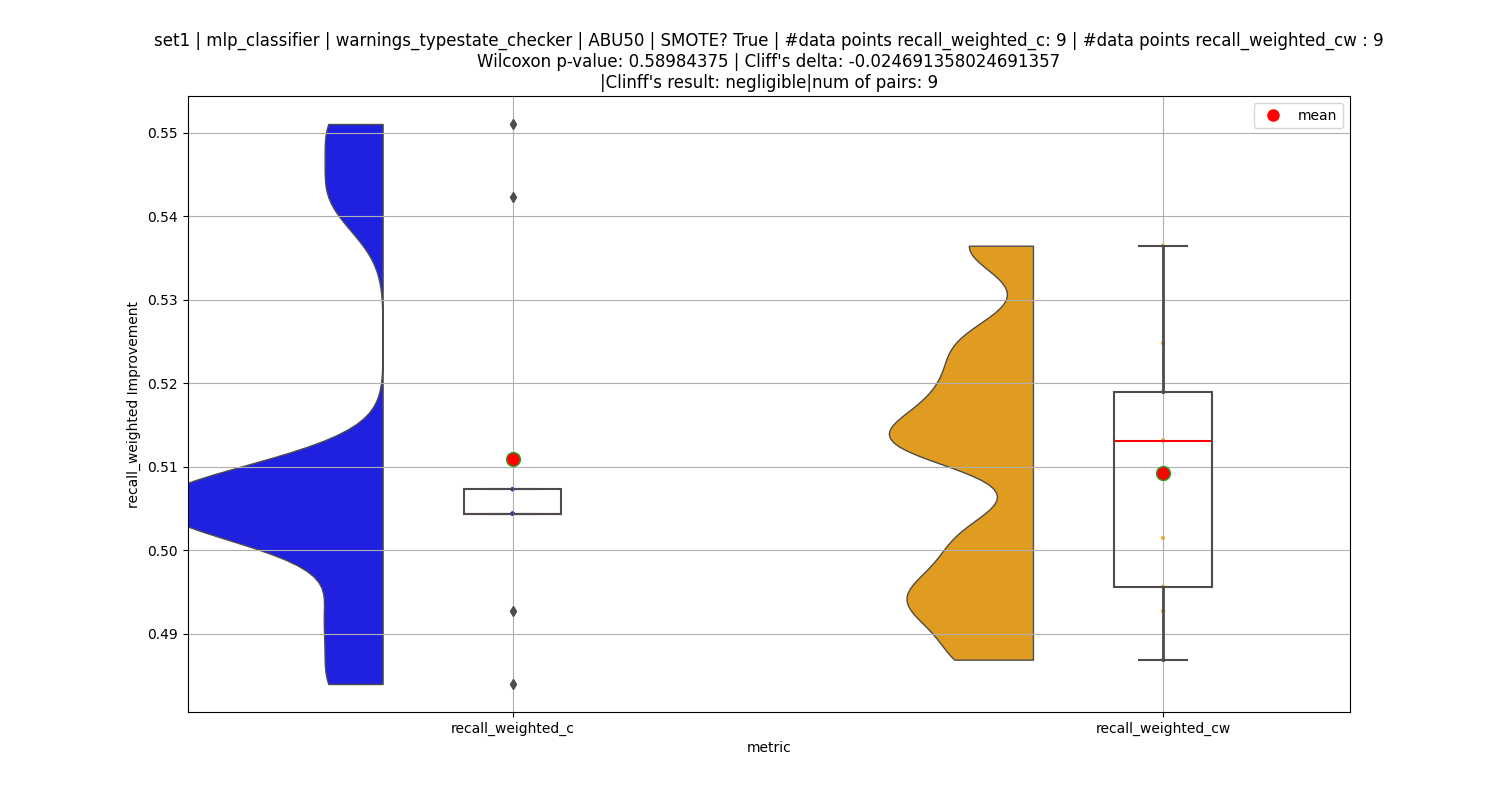 set1 | mlp_classifier | warnings_typestate_checker | ABU50 | SMOTE? True | #data points recall_weighted_c: 9 | #data points recall_weighted_cw : 9
Wilcoxon p-value: 0.58984375 | Cliff's delta: -0.024691358024691357
|Clinff's result: negligible|num of pairs: 9
mean
0.55
0.54
0.53
0.52
0.51
0.50
0.49
recall_weighted Improvement
recall_weighted_c
recall_weighted_cw
metric